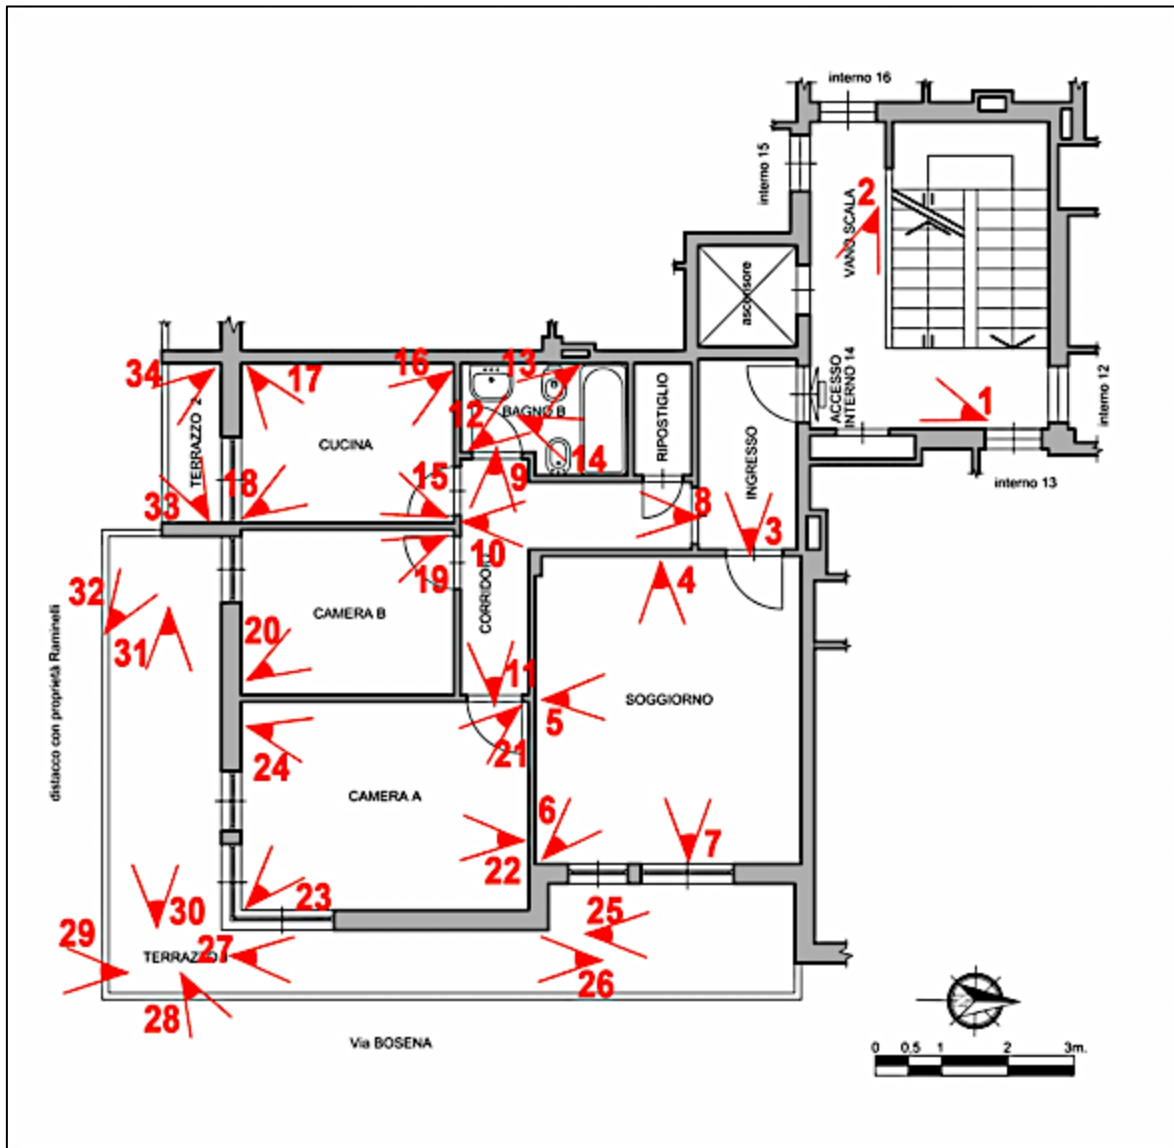 interno 16
interno 15
2
VANO SCALA
ascensore
ACCESSO
INTERNO 14
1
interno 12
interno 13
34
17
16
13
12
BAGNO B
14
RIPOSTIGLIO
INGRESSO
TERRAZZO 2
CUCINA
33
18
15
9
8
3
10
19
CORRIDOIO
4
32
31
distacco con proprietà Ramineli
CAMERA B
20
11
SOGGIORNO
5
21
24
CAMERA A
6
7
22
23
30
25
29
TERRAZZO
27
26
28
Via BOSENA
0 0.5 1 2 3m.